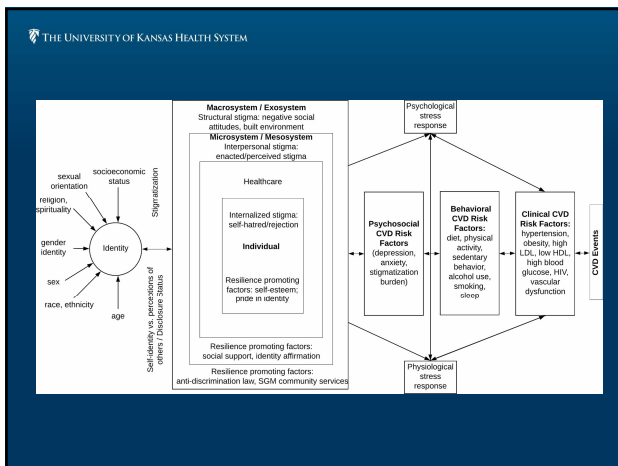 THE UNIVERSITY OF KANSAS HEALTH SYSTEM
sexual
orientation
socioeconomic
status
religion,
spirituality
gender
identity
Identity
sex
race, ethnicity
age
Stigmatization
Self-identity vs. perceptions of
others / Disclosure Status
Macrosystem / Exosystem
Structural stigma: negative social
attitudes, built environment
Microsystem / Mesosystem
Interpersonal stigma:
enacted/perceived stigma
Healthcare
Internalized stigma:
self-hatred/rejection
Individual
Resilience promoting
factors: self-esteem;
pride in identity
Resilience promoting factors:
social support, identity affirmation
Resilience promoting factors:
anti-discrimination law, SGM community services
Psychological
stress
response
Psychosocial
CVD Risk
Factors
(depression,
anxiety,
stigmatization
burden)
Behavioral
CVD Risk
Factors:
diet, physical
activity,
sedentary
behavior,
alcohol use,
smoking,
sleep
Clinical CVD
Risk Factors:
hypertension,
obesity, high
LDL, low HDL,
high blood
glucose, HIV,
vascular
dysfunction
CVD Events
Physiological
stress
response